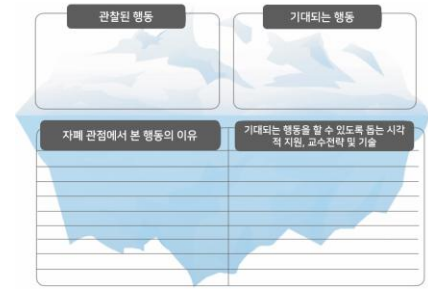 관찰된 행동
기대되는 행동
자폐 관점에서 본 행동의 이유
기대되는 행동을 할 수 있도록 돕는 시각
적 지원, 교수전략 및 기술